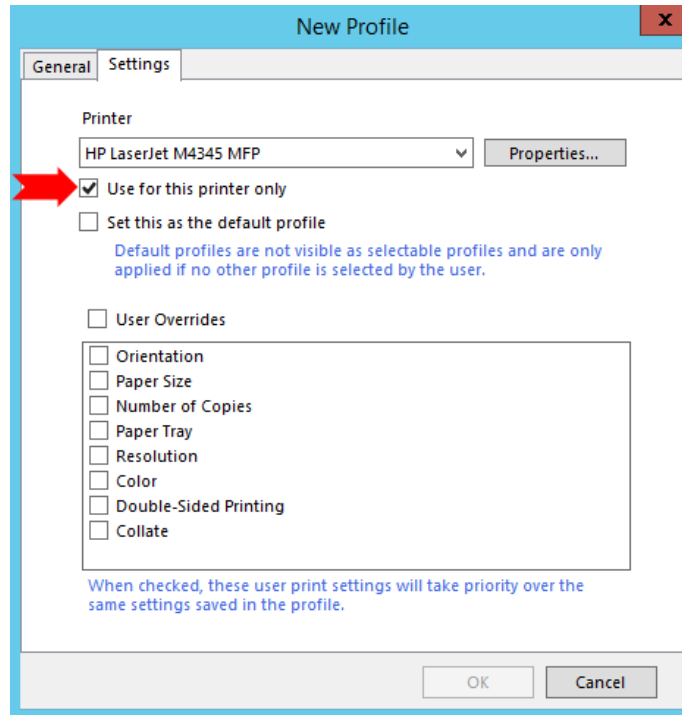 New Profile
x
General Settings
Printer
HP LaserJet M4345 MFP
Properties...
Use for this printer only
Set this as the default profile
Default profiles are not visible as selectable profiles and are only
applied if no other profile is selected by the user.
User Overrides
Orientation
Paper Size
Number of Copies
Paper Tray
Resolution
Color
Double-Sided Printing
Collate
When checked, these user print settings will take priority over the
same settings saved in the profile.
OK Cancel